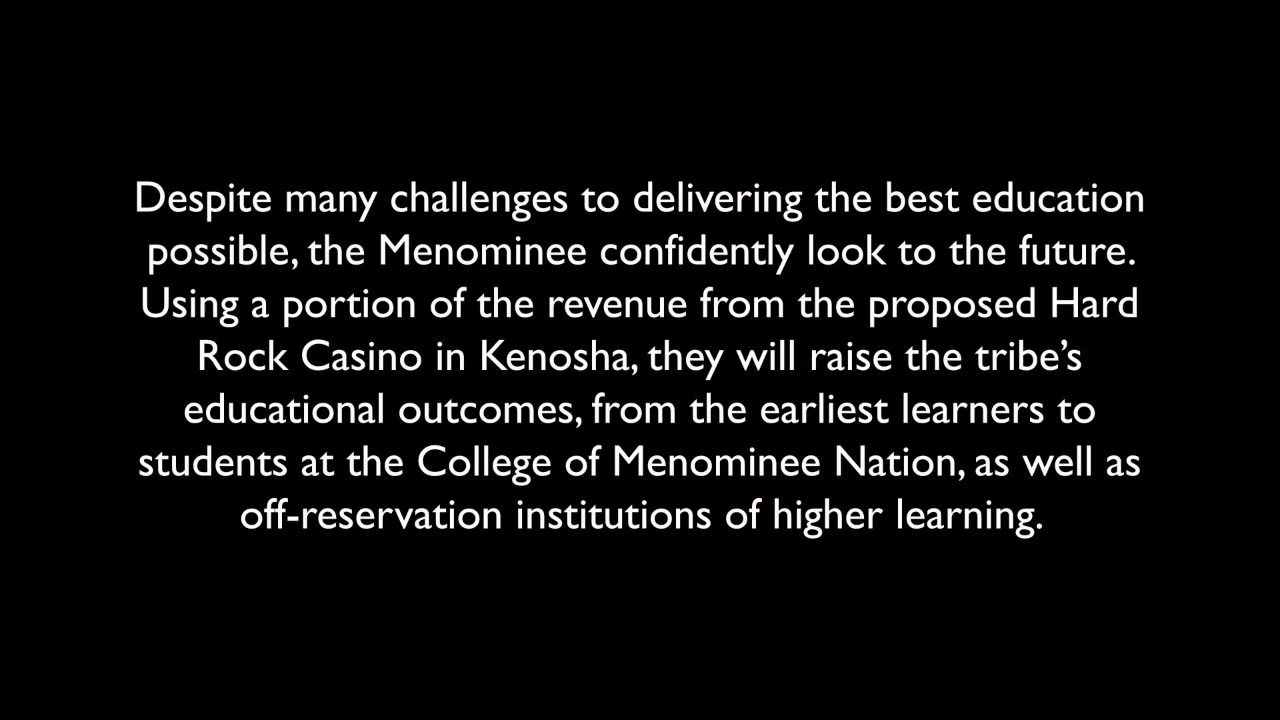 Despite many challenges to delivering the best education
possible, the Menominee confidently look to the future.
Using a portion of the revenue from the proposed Hard
Rock Casino in Kenosha, they will raise the tribe’s
educational outcomes, from the earliest learners to
students at the College of Menominee Nation, as well as
off-reservation institutions of higher learning.